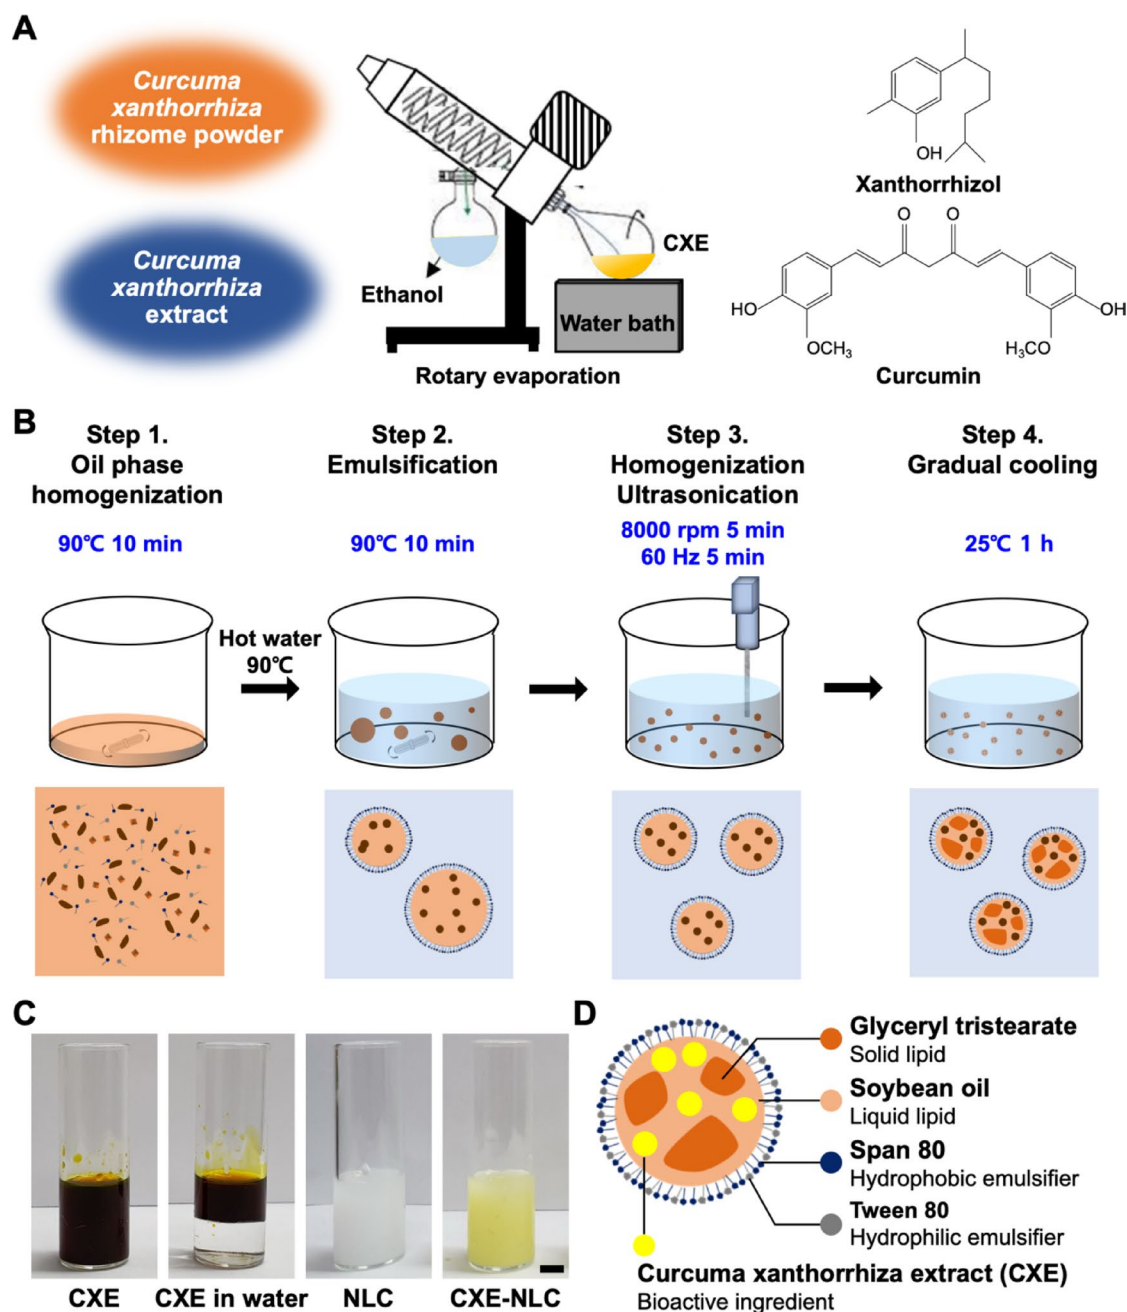 A
Curcuma
xanthorrhiza
rhizome powder
Curcuma
xanthorrhiza
extract
Ethanol
CXE
Water bath
Rotary evaporation
OH
Xanthorrhizol
O O
HO
OH
OCH₃
H₃CO
Curcumin
B
Step 1.
Oil phase
homogenization
90℃ 10 min
Hot water
90℃
Step 2.
Emulsification
90℃ 10 min
Step 3.
Homogenization
Ultrasonication
8000 rpm 5 min
60 Hz 5 min
Step 4.
Gradual cooling
25℃ 1 h
C
CXE
CXE in water
NLC
CXE-NLC
D
Glyceryl tristearate
Solid lipid
Soybean oil
Liquid lipid
Span 80
Hydrophobic emulsifier
Tween 80
Hydrophilic emulsifier
Curcuma xanthorrhiza extract (CXE)
Bioactive ingredient